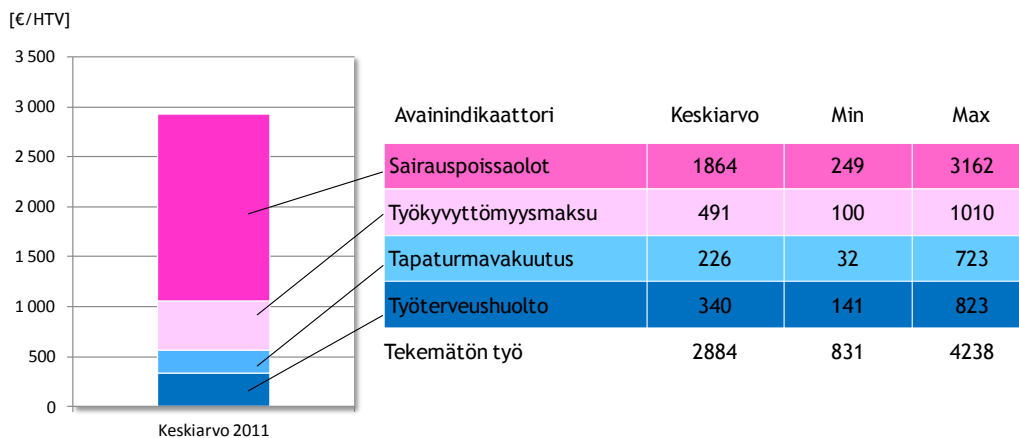 [€/HTV]
3 500
3 000
2 500
2 000
1 500
1 000
500
0
Keskiarvo 2011
Avainindikaattori Keskiarvo Min Max
Sairauspoissaolot 1864 249 3162
Työkyvyttömyysmaksu 491 100 1010
Tapaturmavakuutus 226 32 723
Työterveushuolto 340 141 823
Tekemätön työ 2884 831 4238